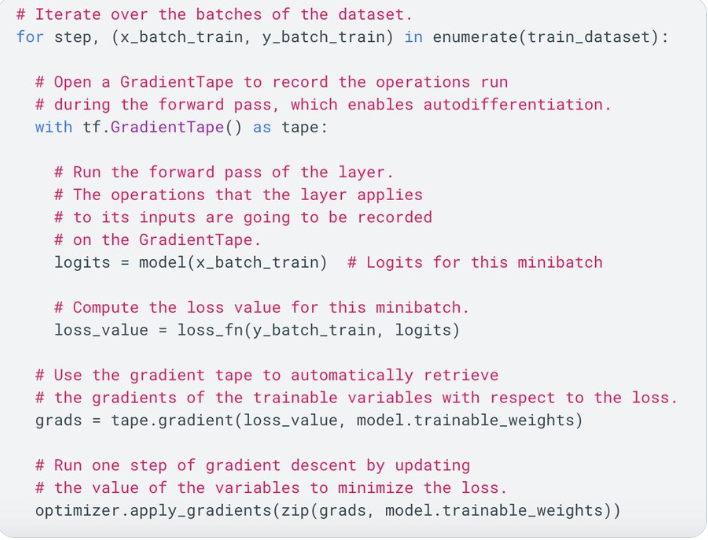 # Iterate over the batches of the dataset.
for step, (x_batch_train, y_batch_train) in enumerate(train_dataset):
# Open a GradientTape to record the operations run
# during the forward pass, which enables autodifferentiation.
with tf.GradientTape() as tape:
# Run the forward pass of the layer.
# The operations that the layer applies
# to its inputs are going to be recorded
# on the GradientTape.
logits = model(x_batch_train)  # Logits for this minibatch
# Compute the loss value for this minibatch.
loss_value = loss_fn(y_batch_train, logits)
# Use the gradient tape to automatically retrieve
# the gradients of the trainable variables with respect to the loss.
grads = tape.gradient(loss_value, model.trainable_weights)
# Run one step of gradient descent by updating
# the value of the variables to minimize the loss.
optimizer.apply_gradients(zip(grads, model.trainable_weights))